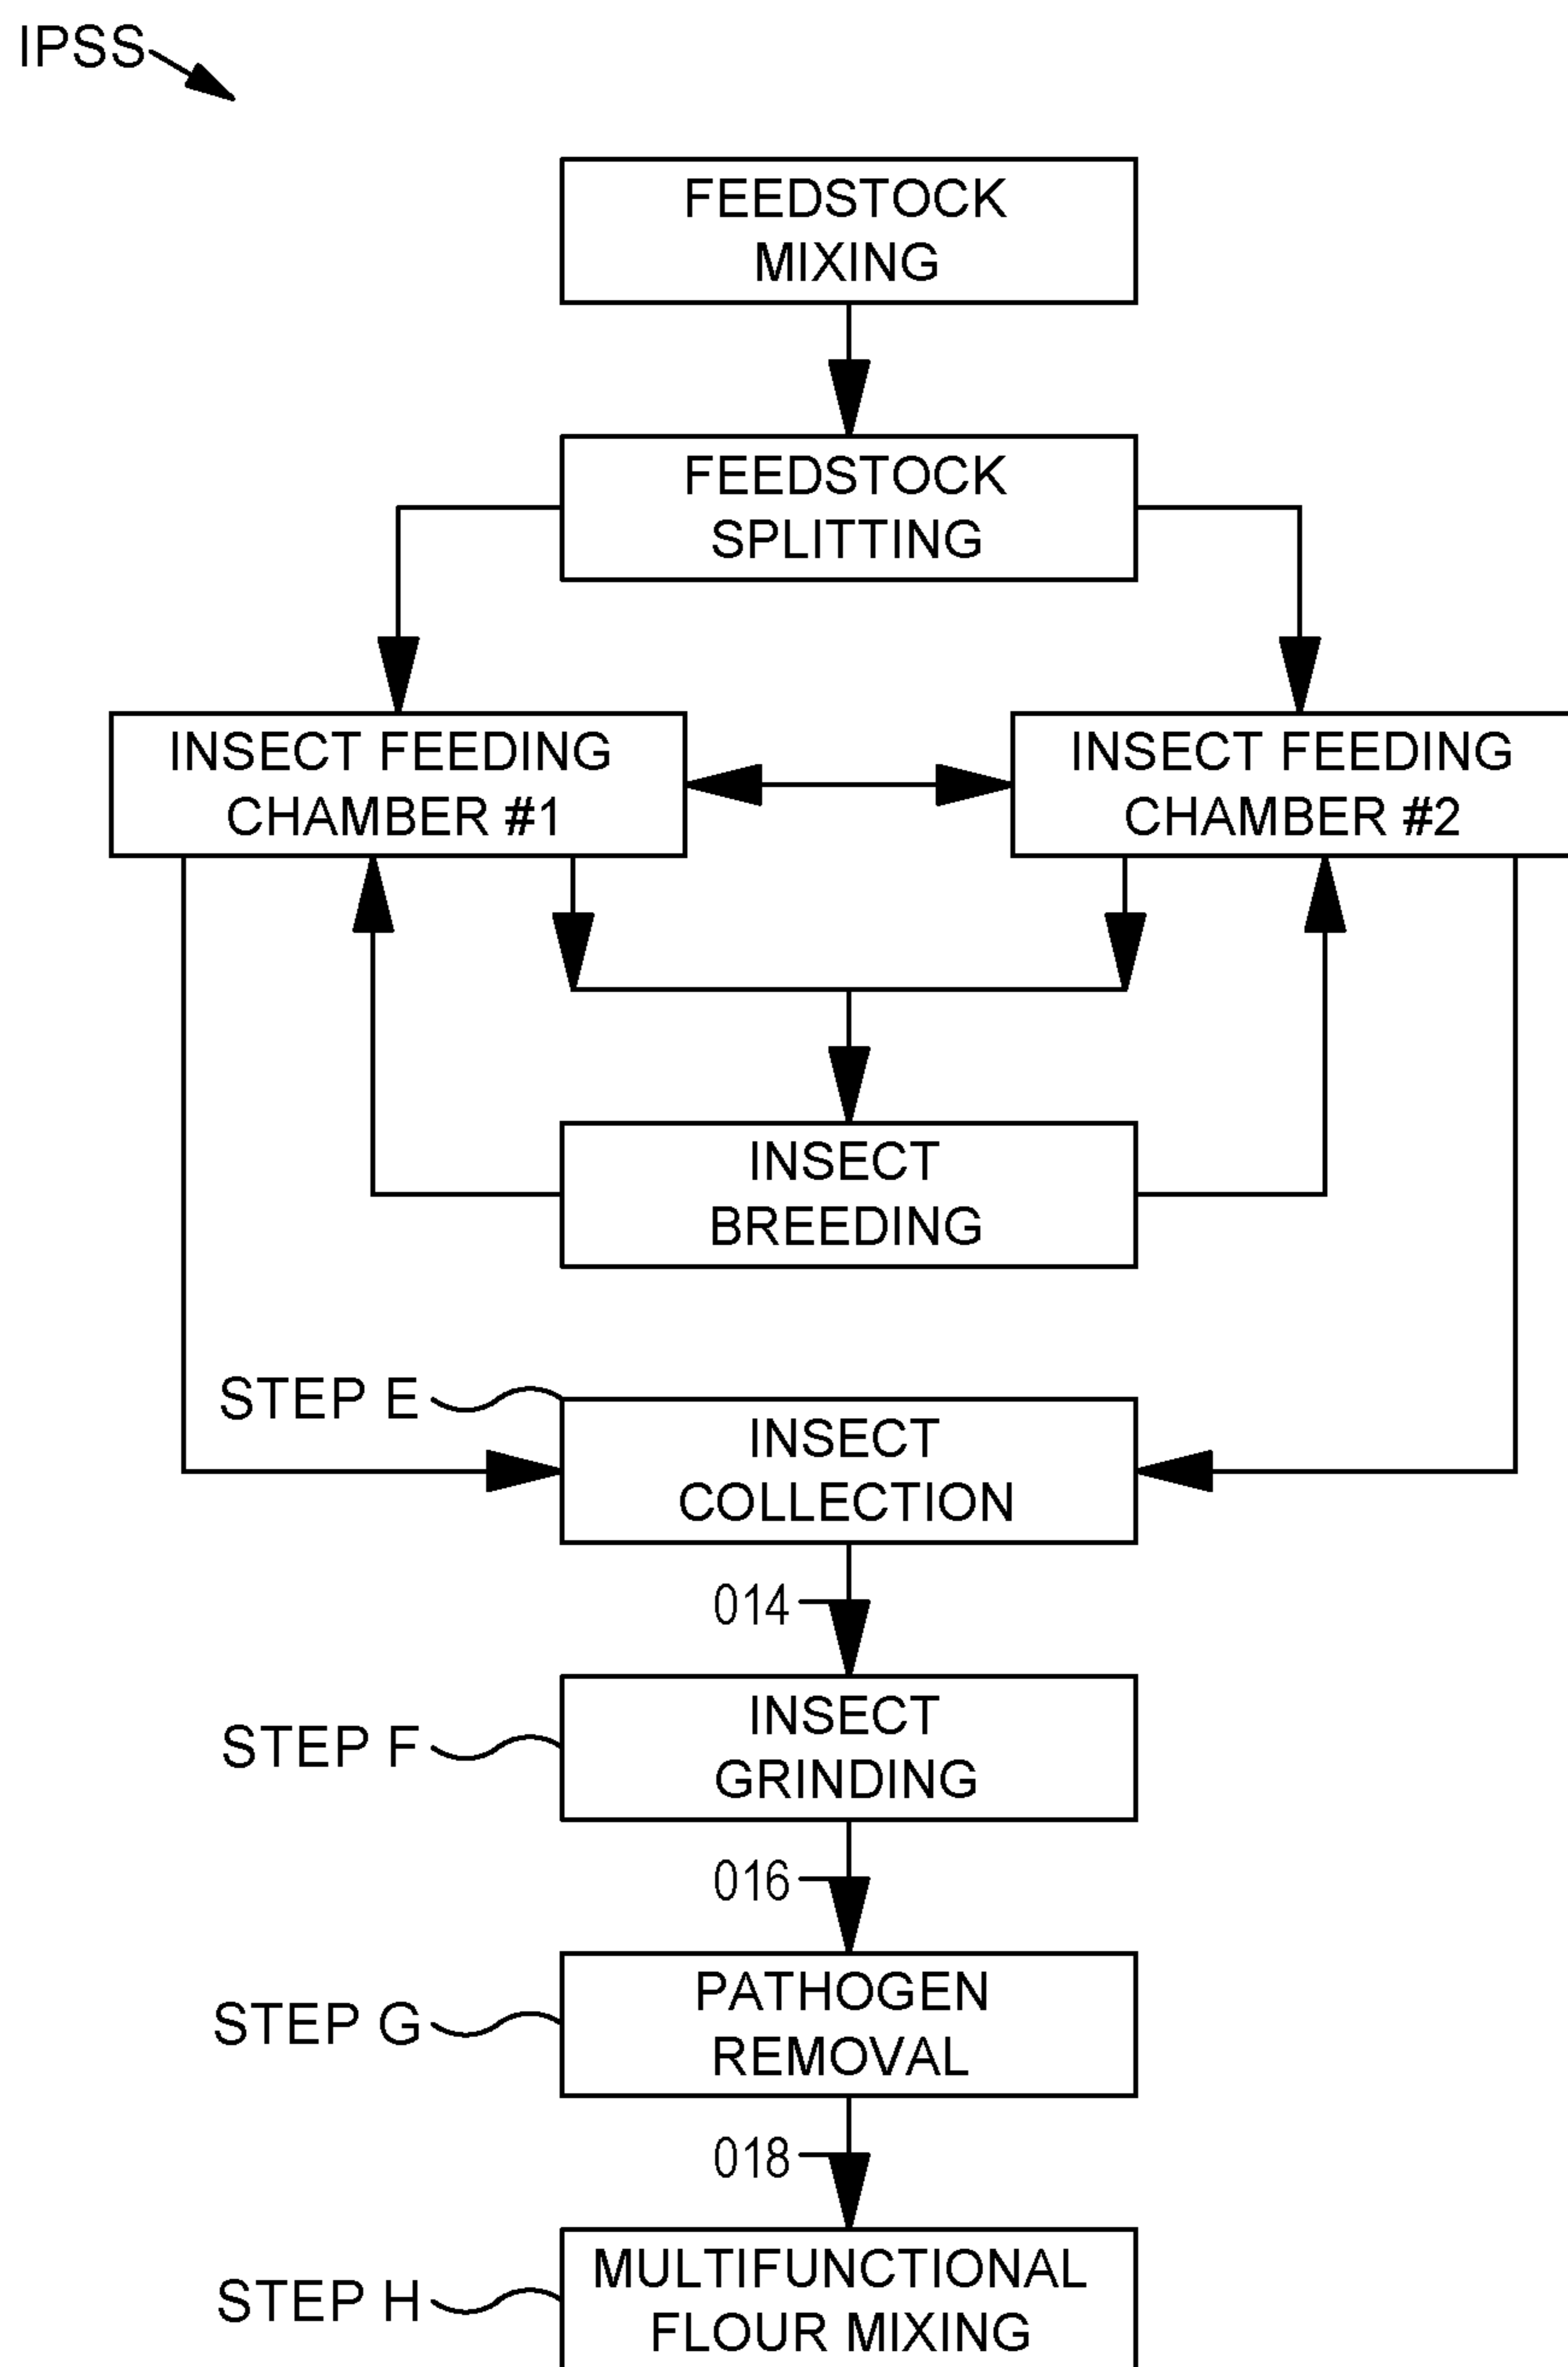 IPSS
FEEDSTOCK
MIXING
FEEDSTOCK
SPLITTING
INSECT FEEDING
CHAMBER #1
INSECT FEEDING
CHAMBER #2
INSECT
BREEDING
STEP E
INSECT
COLLECTION
014
STEP F
INSECT
GRINDING
016
STEP G
PATHOGEN
REMOVAL
018
STEP H
MULTIFUNCTIONAL
FLOUR MIXING